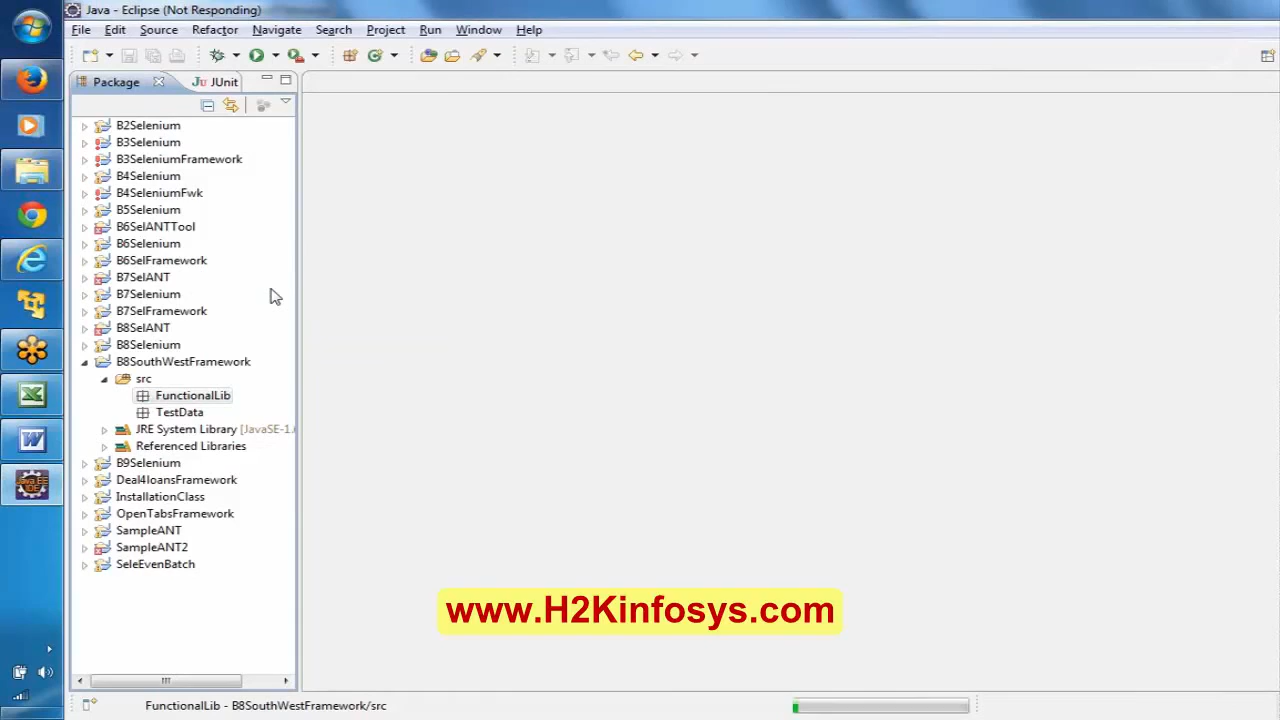 Java - Eclipse (Not Responding)
File Edit Source Refactor Navigate Search Project Run Window Help
Package JUnit
B2Selenium
B3Selenium
B3SeleniumFramework
B4Selenium
B4SeleniumFwk
B5Selenium
B6SelANTTool
B6Selenium
B6SelFramework
B7SelANT
B7Selenium
B7SelFramework
B8SelANT
B8Selenium
B8SouthWestFramework
src
FunctionalLib
TestData
JRE System Library [JavaSE-1.
Referenced Libraries
B9Selenium
Deal4loansFramework
InstallationClass
OpenTabsFramework
SampleANT
SampleANT2
SeleEvenBatch
www.H2Kinfosys.com
FunctionalLib - B8SouthWestFramework/src